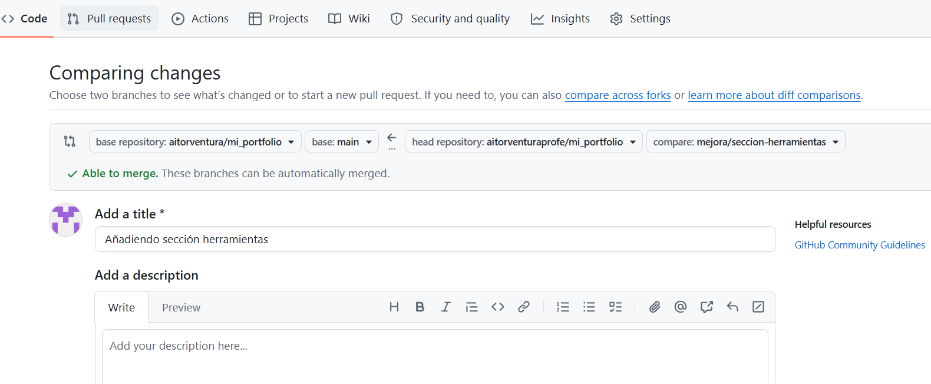 Code Pull requests Actions Projects Wiki Security and quality Insights Settings
Comparing changes
Choose two branches to see what's changed or to start a new pull request. If you need to, you can also compare across forks or learn more about diff comparisons.
base repository: aitorventura/mi_portfolio base: main ... head repository: aitorventuraprofe/mi_portfolio compare: mejora/seccion-herramientas
Able to merge. These branches can be automatically merged.
Add a title *
Añadiendo sección herramientas
Helpful resources
GitHub Community Guidelines
Add a description
Write Preview
Add your description here...